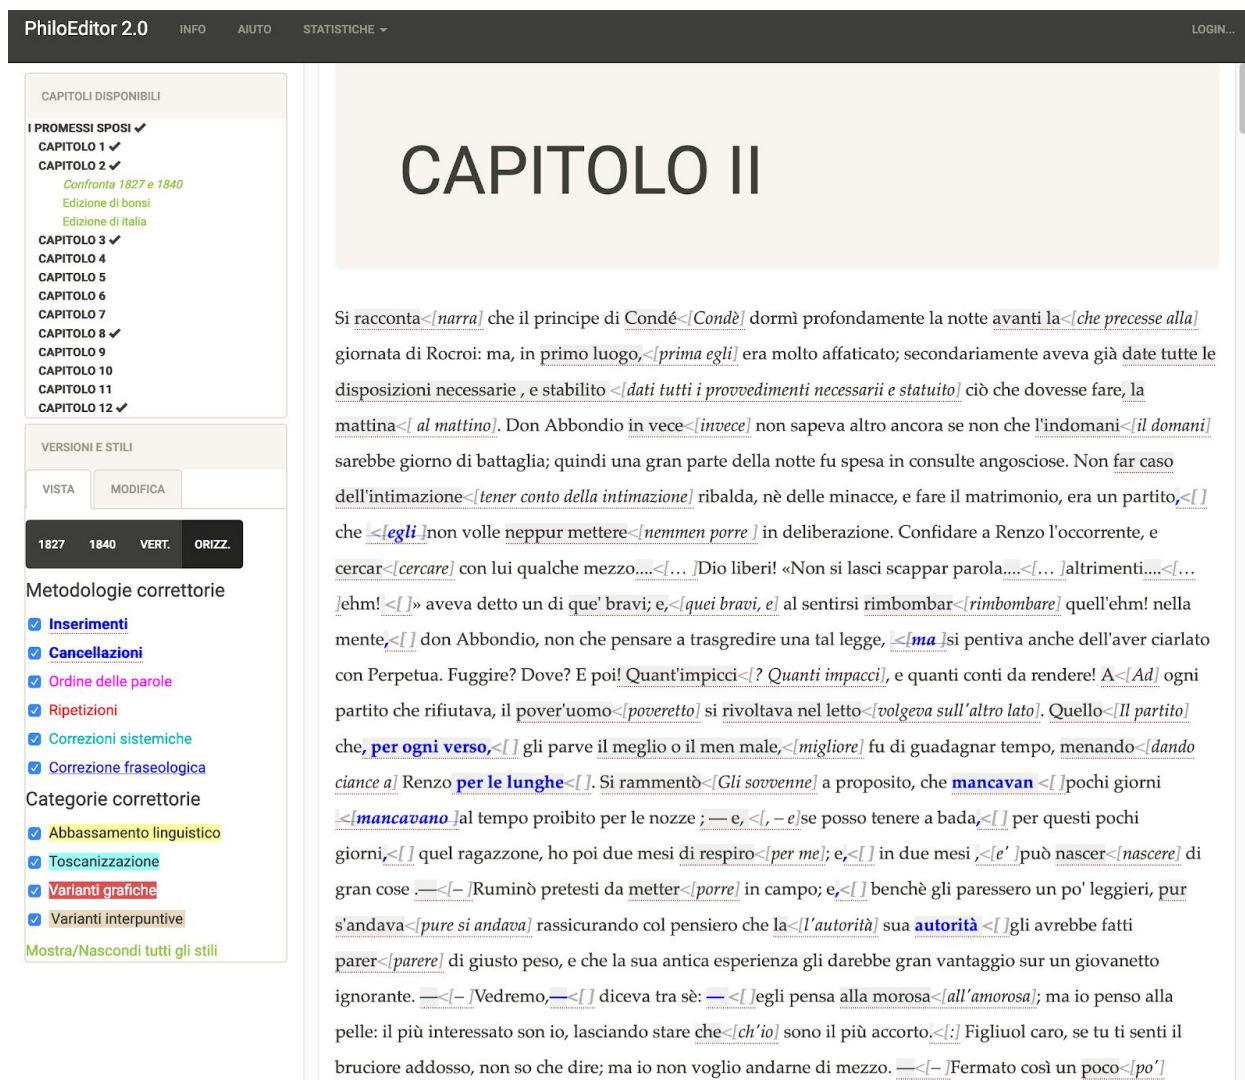 PhiloEditor 2.0 INFO AIUTO STATISTICHE LOGIN...
CAPITOLI DISPONIBILI
I PROMESSI SPOSI ✔
CAPITOLO 1 ✔
CAPITOLO 2 ✔
Confronta 1827 e 1840
Edizione di bonsi
Edizione di italia
CAPITOLO 3 ✔
CAPITOLO 4
CAPITOLO 5
CAPITOLO 6
CAPITOLO 7
CAPITOLO 8 ✔
CAPITOLO 9
CAPITOLO 10
CAPITOLO 11
CAPITOLO 12 ✔
VERSIONI E STILI
VISTA MODIFICA
1827 1840 VERT. ORIZZ.
Metodologie correttorie
Inserimenti
Cancellazioni
Ordine delle parole
Ripetizioni
Correzioni sistemiche
Correzione fraseologica
Categorie correttorie
Abbassamento linguistico
Toscanizzazione
Varianti grafiche
Varianti interpuntive
Mostra/Nascondi tutti gli stili
CAPITOLO II
Si racconta<[narra] che il principe di Condé<[Condè] dormì profondamente la notte avanti la<[che precesse alla]
giornata di Rocroi: ma, in primo luogo,<[prima egli] era molto affaticato; secondariamente aveva già date tutte le
disposizioni necessarie , e stabilito <[dati tutti i provvedimenti necessarii e statuito] ciò che dovesse fare, la
mattina<[ al mattino]. Don Abbondio in vece<[invece] non sapeva altro ancora se non che l'indomani<[il domani]
sarebbe giorno di battaglia; quindi una gran parte della notte fu spesa in consulte angosciose. Non far caso
dell'intimazione<[tener conto della intimazione] ribalda, nè delle minacce, e fare il matrimonio, era un partito,<[ ]
che <[egli ]non volle neppur mettere<[nemmen porre ] in deliberazione. Confidare a Renzo l'occorrente, e
cercar<[cercare] con lui qualche mezzo....<[... ]Dio liberi! «Non si lasci scappar parola....<[... ]altrimenti....<[...
]ehm! <[ ]» aveva detto un di que' bravi; e,<[quei bravi, e] al sentirsi rimbombar<[rimbombare] quell'ehm! nella
mente,<[ ] don Abbondio, non che pensare a trasgredire una tal legge, <[ma ]si pentiva anche dell'aver ciarlato
con Perpetua. Fuggire? Dove? E poi! Quant'impicci<[? Quanti impacci], e quanti conti da rendere! A<[Ad] ogni
partito che rifiutava, il pover'uomo<[poveretto] si rivoltava nel letto<[volgeva sull'altro lato]. Quello<[Il partito]
che, per ogni verso,<[ ] gli parve il meglio o il men male,<[migliore] fu di guadagnar tempo, menando<[dando
ciance a] Renzo per le lunghe<[ ]. Si rammentò<[Gli sovvenne] a proposito, che mancavan <[ ]pochi giorni
<[mancavano ]al tempo proibito per le nozze ; — e, <[, – e]se posso tenere a bada,<[ ] per questi pochi
giorni,<[ ] quel ragazzone, ho poi due mesi di respiro<[per me]; e,<[ ] in due mesi ,<[e' ]può nascer<[nascere] di
gran cose .—<[– ]Ruminò pretesti da metter<[porre] in campo; e,<[ ] benchè gli paressero un po' leggieri, pur
s'andava<[pure si andava] rassicurando col pensiero che la<[l'autorità] sua autorità <[ ]gli avrebbe fatti
parer<[parere] di giusto peso, e che la sua antica esperienza gli darebbe gran vantaggio sur un giovanetto
ignorante. —<[– ]Vedremo,—<[ ] diceva tra sè: — <[ ]egli pensa alla morosa<[all'amorosa]; ma io penso alla
pelle: il più interessato son io, lasciando stare che<[ch'io] sono il più accorto.<[:] Figliuol caro, se tu ti senti il
bruciore addosso, non so che dire; ma io non voglio andarne di mezzo. —<[– ]Fermato così un poco<[po']